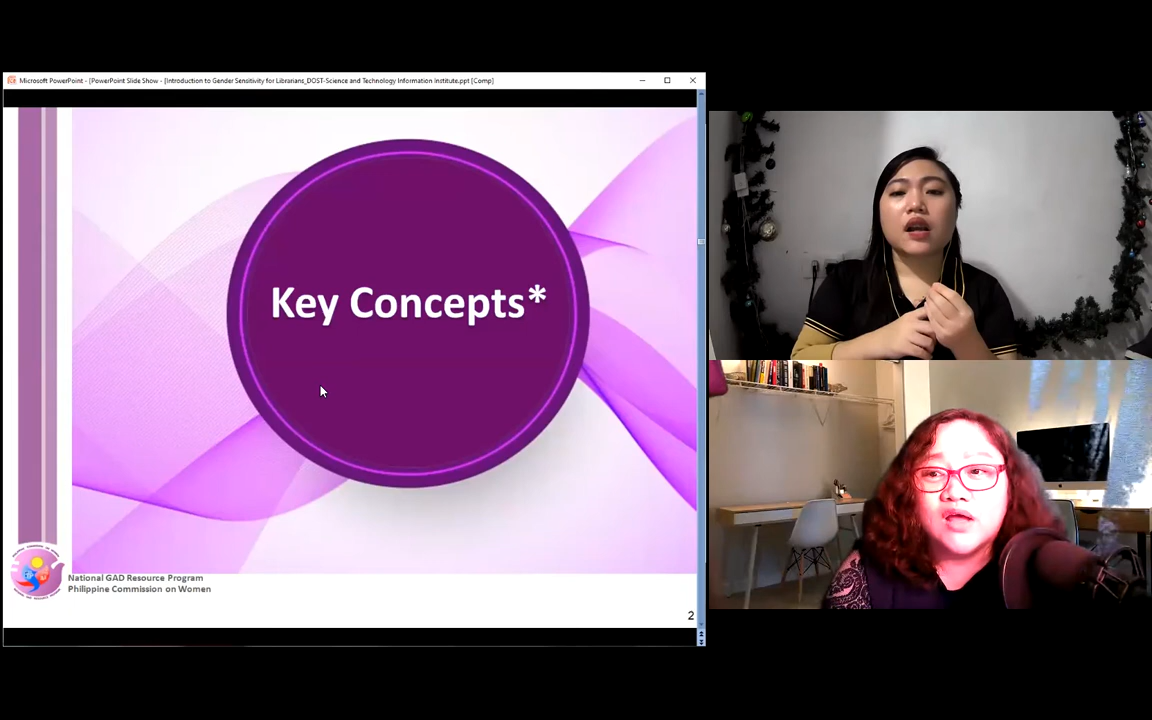 Microsoft PowerPoint - [PowerPoint Slide Show - [Introduction to Gender Sensitivity for Librarians_DOST-Science and Technology Information Institute.ppt [Comp]
Key Concepts*
National GAD Resource Program
Philippine Commission on Women
2